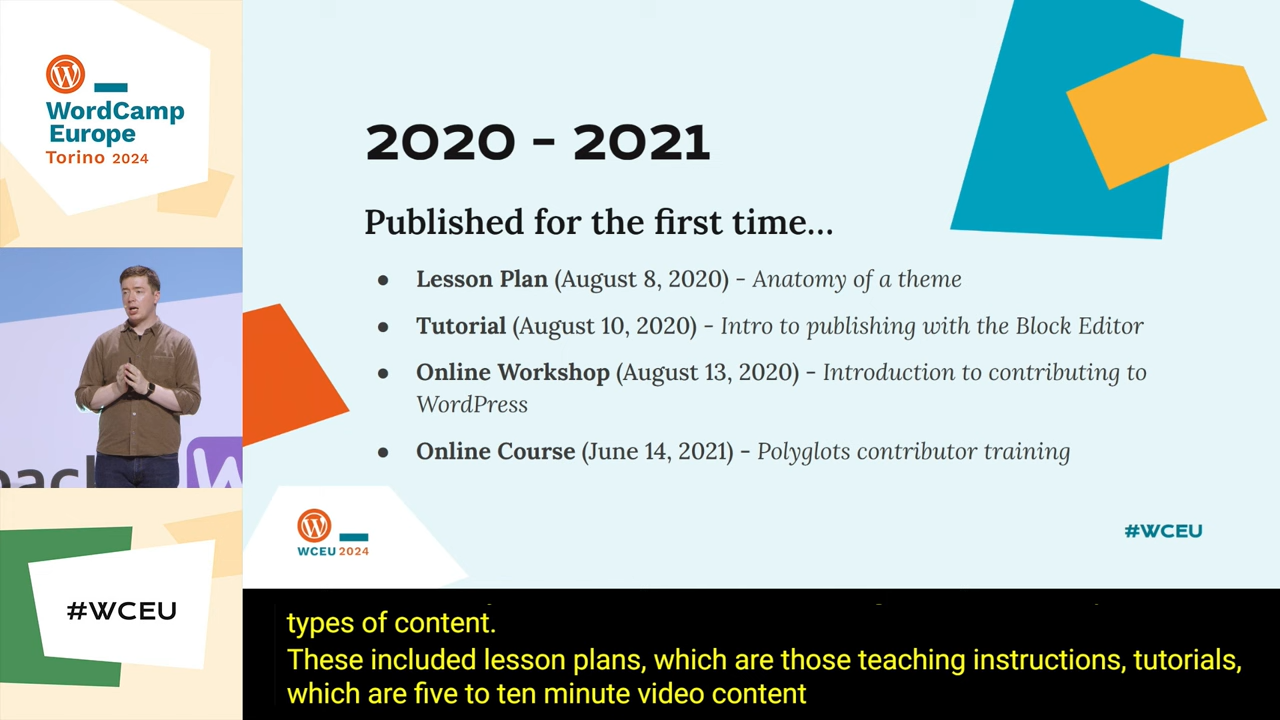 WordCamp
Europe
Torino 2024
2020 - 2021
Published for the first time...
● Lesson Plan (August 8, 2020) - Anatomy of a theme
● Tutorial (August 10, 2020) - Intro to publishing with the Block Editor
● Online Workshop (August 13, 2020) - Introduction to contributing to
WordPress
● Online Course (June 14, 2021) - Polyglots contributor training
WCEU 2024
#WCEU
#WCEU
types of content.
These included lesson plans, which are those teaching instructions, tutorials,
which are five to ten minute video content